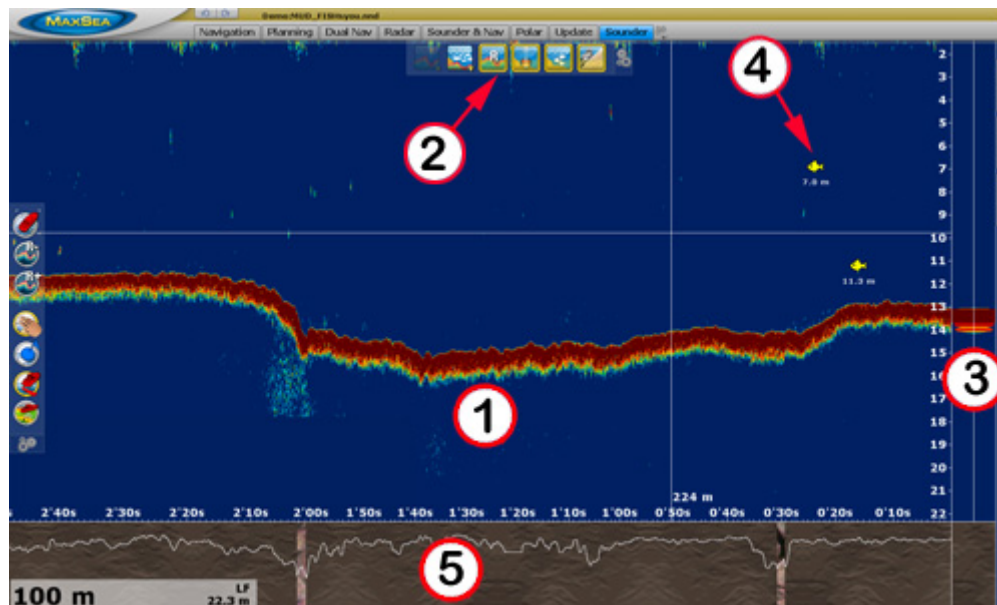 MAXSEA
Demo:MUD_FISHsyou.nnd
Navigation Planning Dual Nav Radar Sounder & Nav Polar Update Sounder
2
3
4
4
5
2
6
7
7.0 m
8
9
10
11
11.3 m
12
13
14
15
16
3
17
1
18
19
20
21
224 m
2'40s 2'30s 2'20s 2'10s 2'00s 1'50s 1'40s 1'20s 1'10s 1'00s 0'50s 0'40s 0'30s 0'20s 0'10s 22
5
100 m
LF
22.3 m